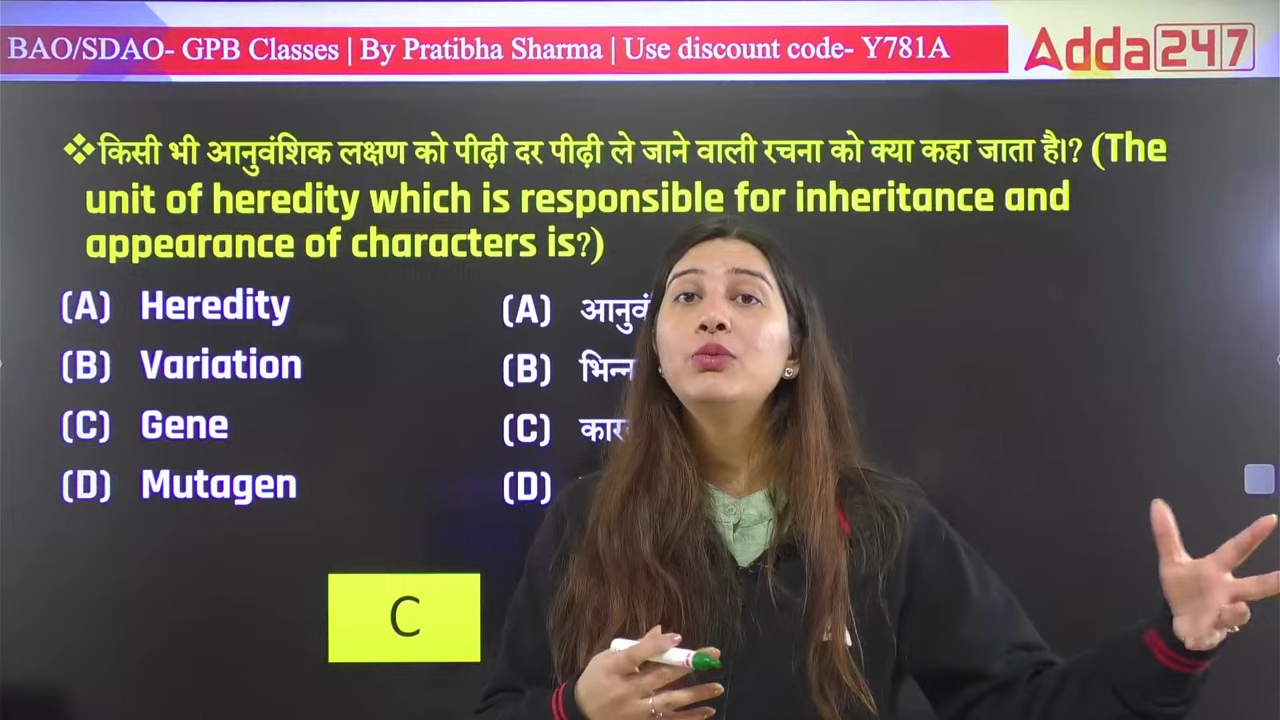 BAO/SDAO- GPB Classes | By Pratibha Sharma | Use discount code- Y781A
Adda247
❖किसी भी आनुवंशिक लक्षण को पीढ़ी दर पीढ़ी ले जाने वाली रचना को क्या कहा जाता है।? (The
unit of heredity which is responsible for inheritance and
appearance of characters is?)
(A) Heredity
(B) Variation
(C) Gene
(D) Mutagen
(A)
(B)
(C)
(D)
C